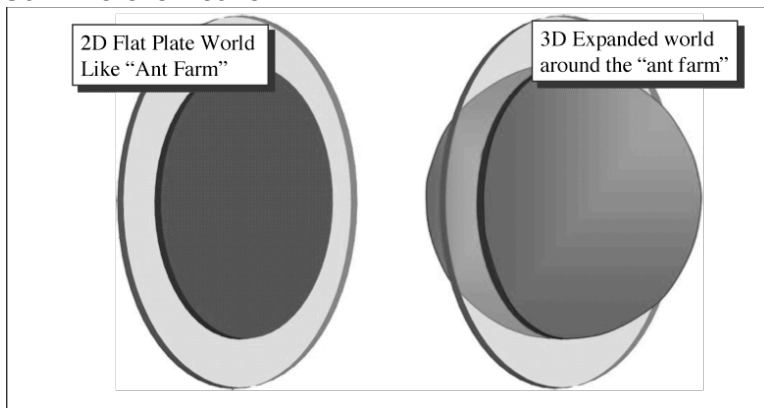 2D Flat Plate World
Like “Ant Farm”
3D Expanded world
around the “ant farm”